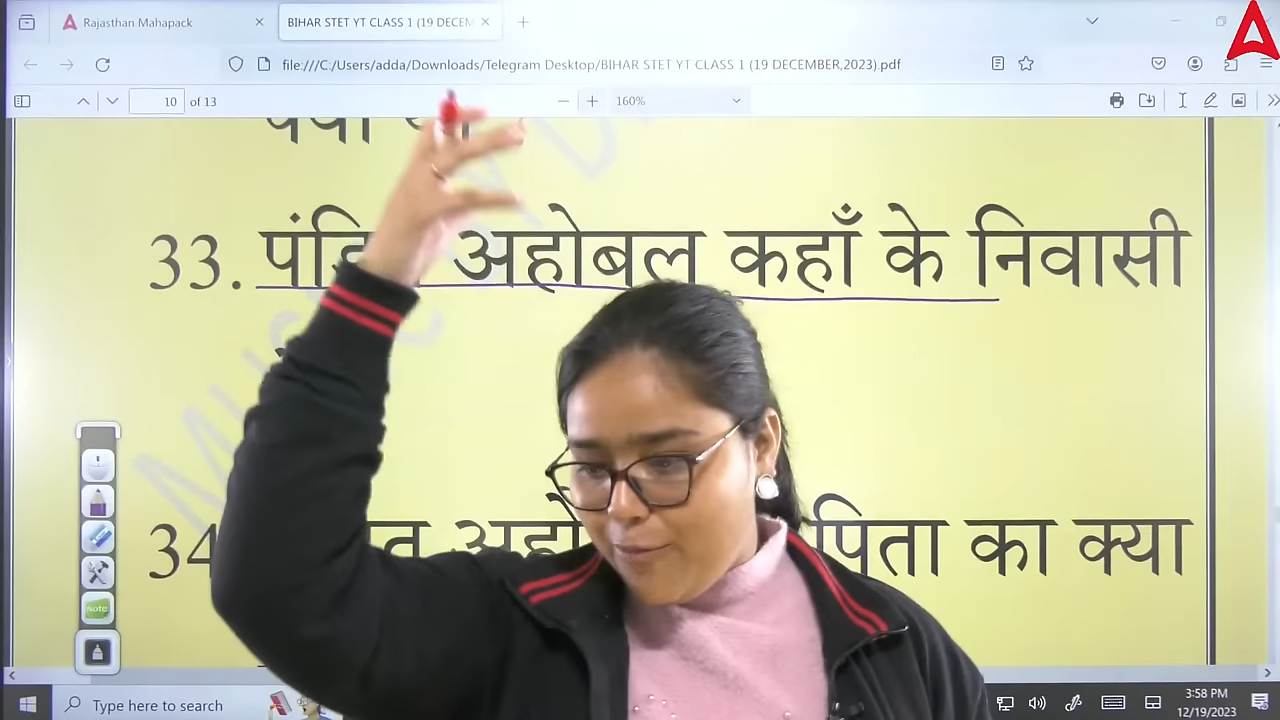 Rajasthan Mahapack
BIHAR STET YT CLASS 1 (19 DECEM
file:///C:/Users/adda/Downloads/Telegram Desktop/BIHAR STET YT CLASS 1 (19 DECEMBER,2023).pdf
10 of 13
160%
33. अहोबल कहाँ के निवासी
34 पिता का क्या
Note
Type here to search
3:58 PM
12/19/2023